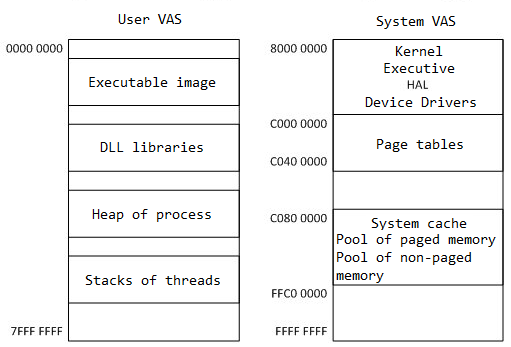 User VAS
0000 0000
Executable image
DLL libraries
Heap of process
Stacks of threads
7FFF FFFF
System VAS
8000 0000
Kernel
Executive
HAL
Device Drivers
C000 0000
Page tables
C040 0000
C080 0000
System cache
Pool of paged memory
Pool of non-paged
memory
FFC0 0000
FFFF FFFF